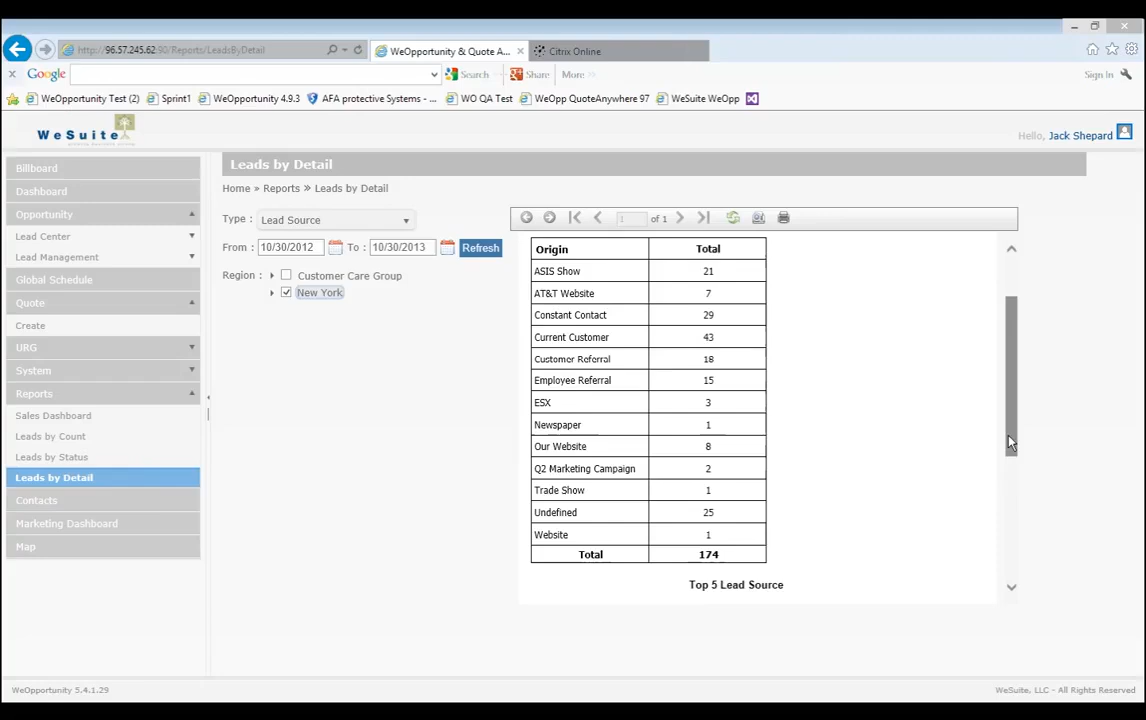 http://96.57.245.62:90/Reports/LeadsByDetail
WeOpportunity & Quote A...
Citrix Online
Google
Search
Share
More
Sign In
WeOpportunity Test (2)
Sprint1
WeOpportunity 4.9.3
AFA protective Systems - ...
WO QA Test
WeOpp QuoteAnywhere 97
WeSuite WeOpp
WeSuite
Hello, Jack Shepard
Billboard
Dashboard
Opportunity
Lead Center
Lead Management
Global Schedule
Quote
Create
URG
System
Reports
Sales Dashboard
Leads by Count
Leads by Status
Leads by Detail
Contacts
Marketing Dashboard
Map
Leads by Detail
Home » Reports » Leads by Detail
Type : Lead Source
From : 10/30/2012 To : 10/30/2013 Refresh
Region : Customer Care Group
New York
1 of 1
Origin Total
ASIS Show 21
AT&T Website 7
Constant Contact 29
Current Customer 43
Customer Referral 18
Employee Referral 15
ESX 3
Newspaper 1
Our Website 8
Q2 Marketing Campaign 2
Trade Show 1
Undefined 25
Website 1
Total 174
Top 5 Lead Source
WeOpportunity 5.4.1.29
WeSuite, LLC - All Rights Reserved